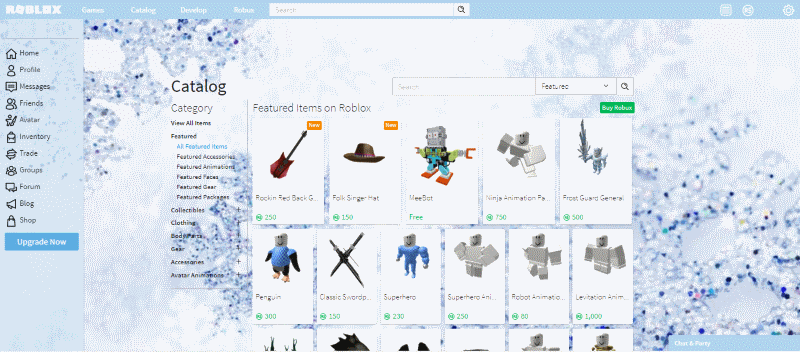 ROBLOX
Games
Catalog
Develop
Robux
Search
Home
Profile
Messages
Friends
Avatar
Inventory
Trade
Groups
Forum
Blog
Shop
Upgrade Now
Catalog
Search
Featured
Category
View All Items
Featured
All Featured Items
Featured Accessories
Featured Animations
Featured Faces
Featured Gear
Featured Packages
Collectibles
Clothing
Body Parts
Gear
Accessories
Avatar Animations
Featured Items on Roblox
Buy Robux
New
New
Rockin Red Back G...
250
Folk Singer Hat
150
MeeBot
Free
Ninja Animation Pa...
750
Frost Guard General
500
Penguin
300
Classic Swordp...
150
Superhero
230
Superhero Ani...
250
Robot Animatio...
80
Levitation Anim...
1,000
Chat & Party